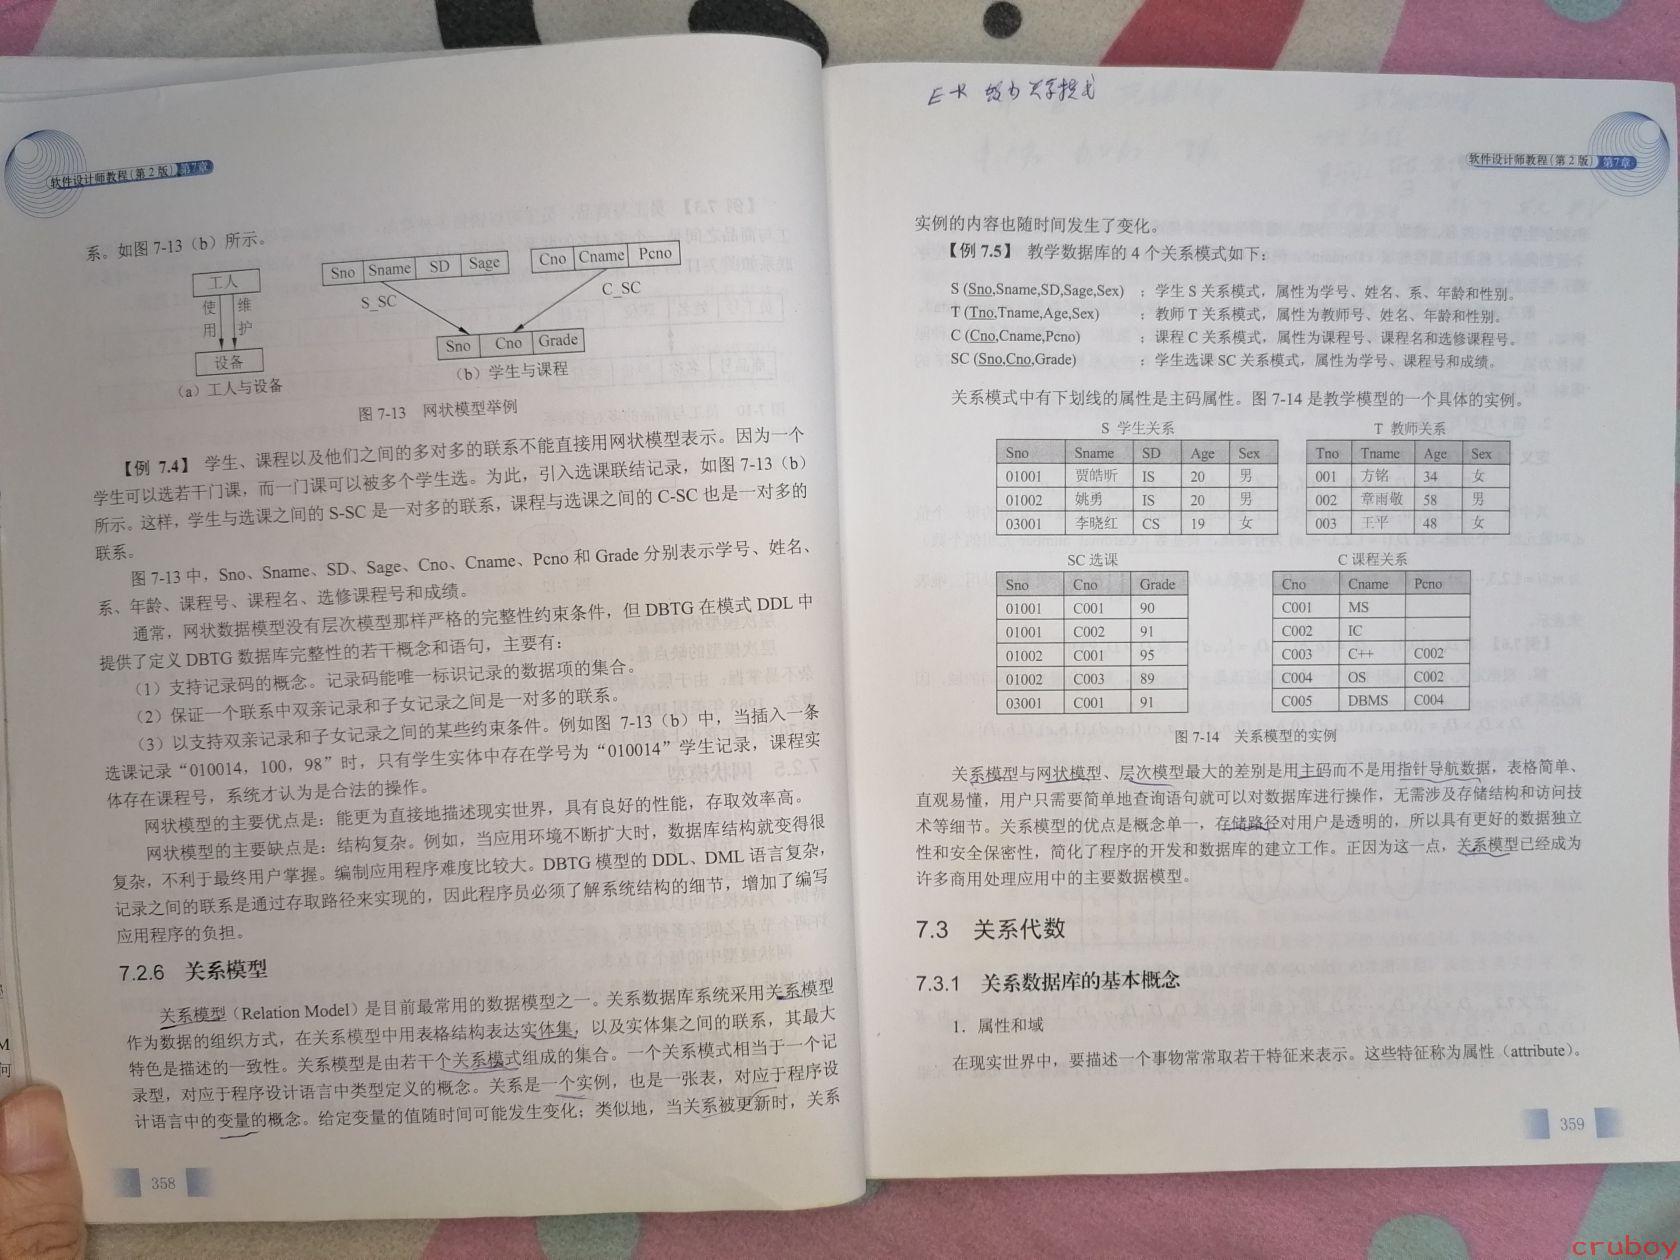 软件设计师教程(第2版) 第7章
系。如图 7-13（b）所示。
工人
使用
维护
设备
（a）工人与设备
Sno Sname SD Sage
Cno Cname Pcno
S_SC
C_SC
Sno Cno Grade
（b）学生与课程
图 7-13 网状模型举例
【例 7.4】 学生、课程以及他们之间的多对多的联系不能直接用网状模型表示。因为一个
学生可以选若干门课，而一门课可以被多个学生选。为此，引入选课联结记录，如图 7-13（b）
所示。这样，学生与选课之间的 S-SC 是一对多的联系，课程与选课之间的 C-SC 也是一对多的
联系。
图 7-13 中，Sno、Sname、SD、Sage、Cno、Cname、Pcno 和 Grade 分别表示学号、姓名、
系、年龄、课程号、课程名、选修课程号和成绩。
通常，网状数据模型没有层次模型那样严格的完整性约束条件，但 DBTG 在模式 DDL 中
提供了定义 DBTG 数据库完整性的若干概念和语句，主要有：
（1）支持记录码的概念。记录码能唯一标识记录的数据项的集合。
（2）保证一个联系中双亲记录和子女记录之间是一对多的联系。
（3）以支持双亲记录和子女记录之间的某些约束条件。例如图 7-13（b）中，当插入一条
选课记录“010014，100，98”时，只有学生实体中存在学号为“010014”学生记录，课程实
体存在课程号，系统才认为是合法的操作。
网状模型的主要优点是：能更为直接地描述现实世界，具有良好的性能，存取效率高。
网状模型的主要缺点是：结构复杂。例如，当应用环境不断扩大时，数据库结构就变得很
复杂，不利于最终用户掌握。编制应用程序难度比较大。DBTG 模型的 DDL、DML 语言复杂，
记录之间的联系是通过存取路径来实现的，因此程序员必须了解系统结构的细节，增加了编写
应用程序的负担。
7.2.6 关系模型
关系模型（Relation Model）是目前最常用的数据模型之一。关系数据库系统采用关系模型
作为数据的组织方式，在关系模型中用表格结构表达实体集，以及实体集之间的联系，其最大
特色是描述的一致性。关系模型是由若干个关系模式组成的集合。一个关系模式相当于一个记
录型，对应于程序设计语言中类型定义的概念。关系是一个实例，也是一张表，对应于程序设
计语言中的变量的概念。给定变量的值随时间可能发生变化；类似地，当关系被更新时，关系
358
软件设计师教程(第2版) 第7章
实例的内容也随时间发生了变化。
【例 7.5】 教学数据库的 4 个关系模式如下：
S (Sno,Sname,SD,Sage,Sex) ；学生 S 关系模式，属性为学号、姓名、系、年龄和性别。
T (Tno,Tname,Age,Sex) ；教师 T 关系模式，属性为教师号、姓名、年龄和性别。
C (Cno,Cname,Pcno) ；课程 C 关系模式，属性为课程号、课程名和选修课程号。
SC (Sno,Cno,Grade) ；学生选课 SC 关系模式，属性为学号、课程号和成绩。
关系模式中有下划线的属性是主码属性。图 7-14 是教学模型的一个具体的实例。
S 学生关系
Sno Sname SD Age Sex
01001 贾皓昕 IS 20 男
01002 姚勇 IS 20 男
03001 李晓红 CS 19 女
T 教师关系
Tno Tname Age Sex
001 方铭 34 女
002 章雨敬 58 男
003 王平 48 女
SC 选课
Sno Cno Grade
01001 C001 90
01001 C002 91
01002 C001 95
01002 C003 89
03001 C001 91
C 课程关系
Cno Cname Pcno
C001 MS
C002 IC
C003 C++ C002
C004 OS C002
C005 DBMS C004
图 7-14 关系模型的实例
关系模型与网状模型、层次模型最大的差别是用主码而不是用指针导航数据，表格简单、
直观易懂，用户只需要简单地查询语句就可以对数据库进行操作，无需涉及存储结构和访问技
术等细节。关系模型的优点是概念单一，存储路径对用户是透明的，所以具有更好的数据独立
性和安全保密性，简化了程序的开发和数据库的建立工作。正因为这一点，关系模型已经成为
许多商用处理应用中的主要数据模型。
7.3 关系代数
7.3.1 关系数据库的基本概念
1．属性和域
在现实世界中，要描述一个事物常常取若干特征来表示。这些特征称为属性（attribute）。
359
cruboy